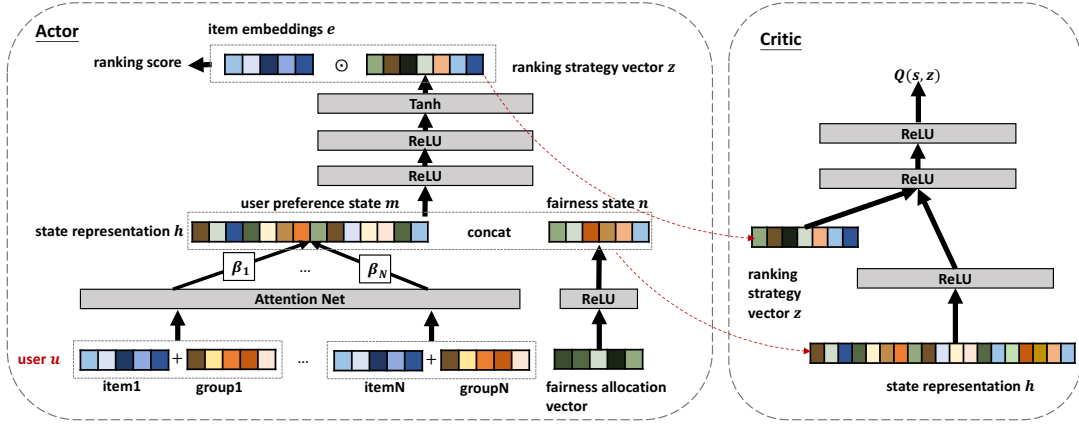 Actor
item embeddings e
ranking score
⊙
ranking strategy vector z
Tanh
ReLU
ReLU
user preference state m
fairness state n
state representation h
concat
β1
...
βN
Attention Net
ReLU
user u
+
...
+
item1
group1
itemN
groupN
fairness allocation
vector
Critic
Q(s, z)
ReLU
ReLU
ranking
strategy
vector z
ReLU
state representation h